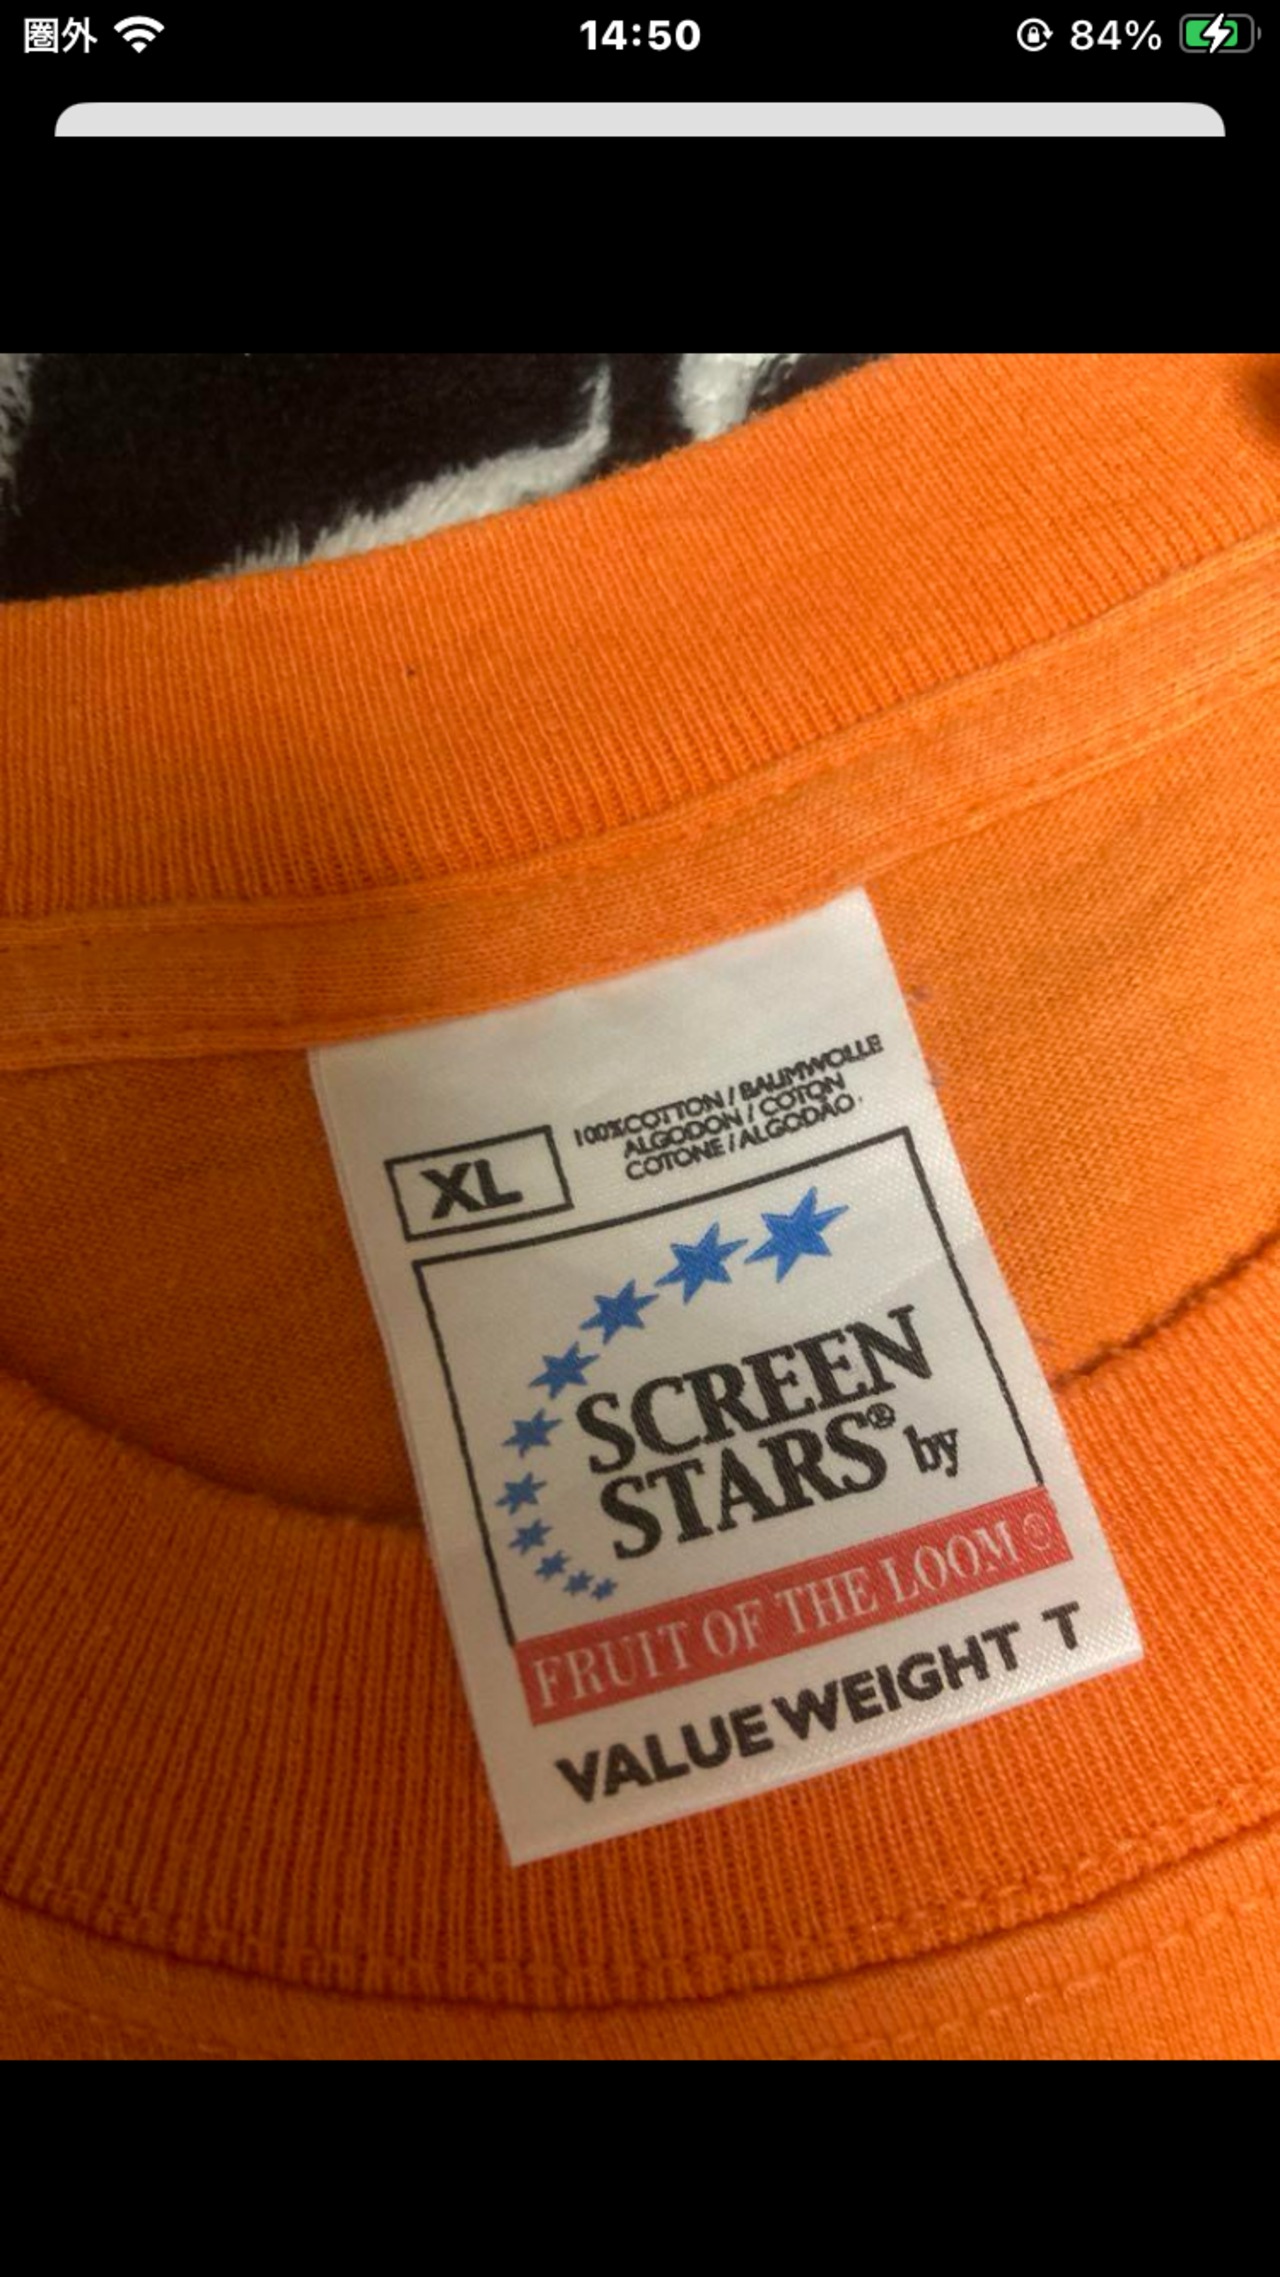 圏外 14:50 84%
100%COTTON / BAUMWOLLE
ALGODON / COTON
COTONE / ALGODÃO
XL
SCREEN
STARS® by
FRUIT OF THE LOOM®
VALUE WEIGHT T